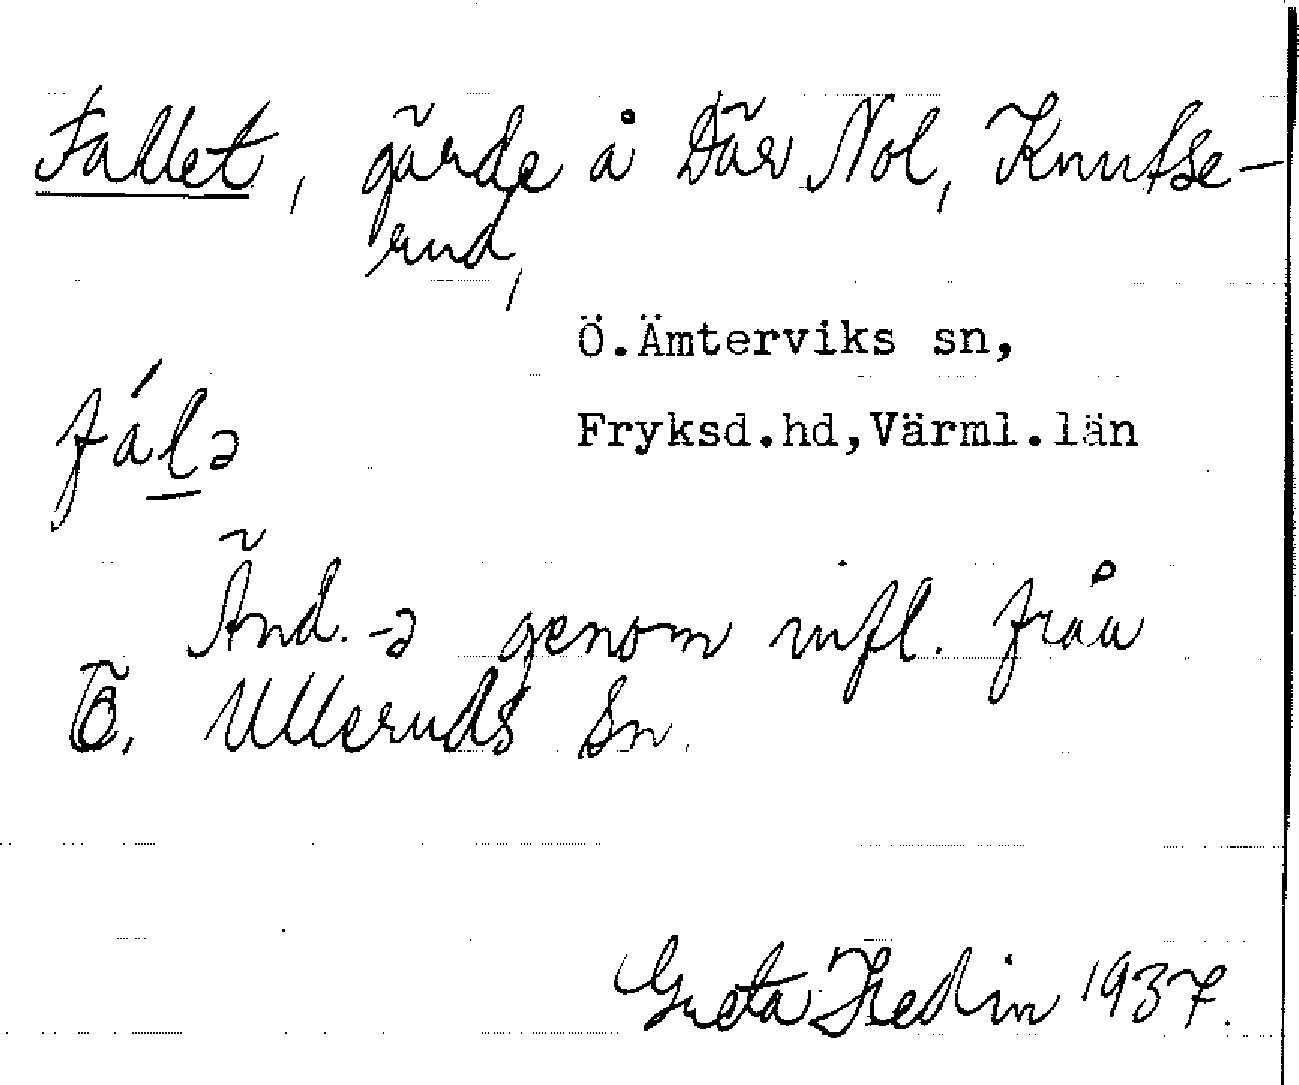 Fallet, gärde å Där Nol, Knutse-
rud,
Ö.Ämterviks sn,
Fryksd.hd,Värml.län
fálə
Änd. -ə genom infl. från
Ö. Ulleruds sn.
Greta Hedin 1937.